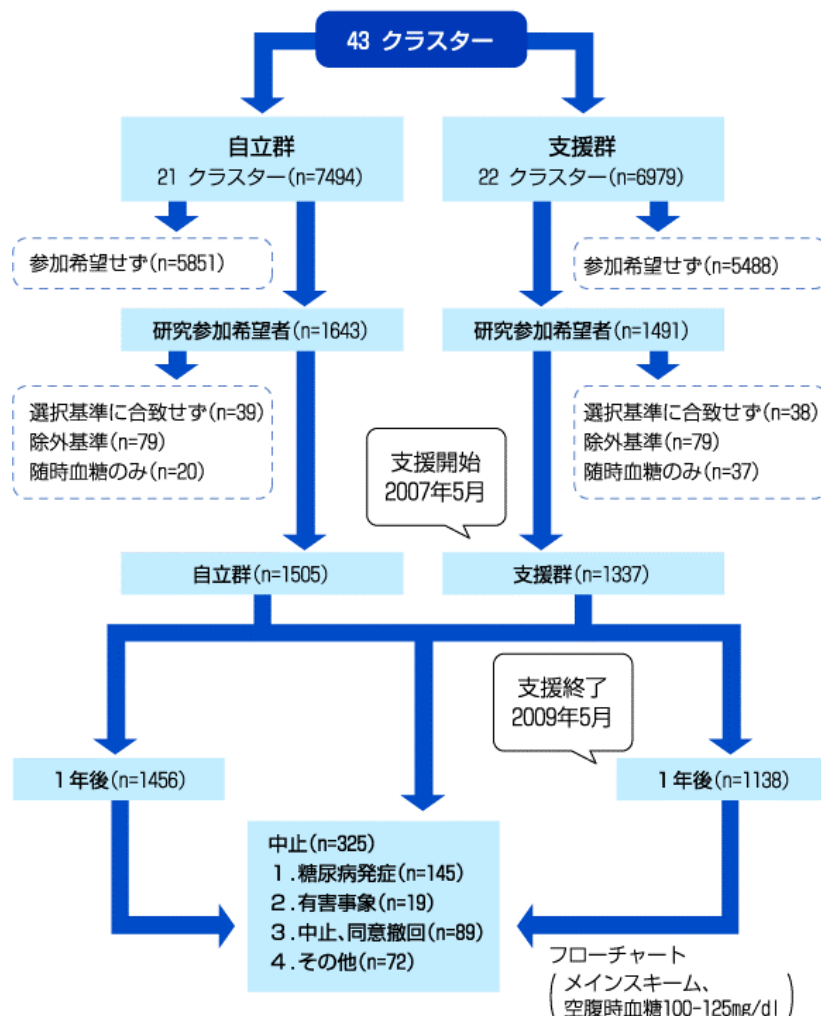 43 クラスター
自立群
21 クラスター(n=7494)
支援群
22 クラスター(n=6979)
参加希望せず(n=5851)
参加希望せず(n=5488)
研究参加希望者(n=1643)
研究参加希望者(n=1491)
選択基準に合致せず(n=39)
除外基準(n=79)
随時血糖のみ(n=20)
選択基準に合致せず(n=38)
除外基準(n=79)
随時血糖のみ(n=37)
支援開始
2007年5月
自立群(n=1505)
支援群(n=1337)
支援終了
2009年5月
1年後(n=1456)
1年後(n=1138)
中止(n=325)
1.糖尿病発症(n=145)
2.有害事象(n=19)
3.中止、同意撤回(n=89)
4.その他(n=72)
フローチャート
(メインスキーム、
空腹時血糖100-125mg/dl)